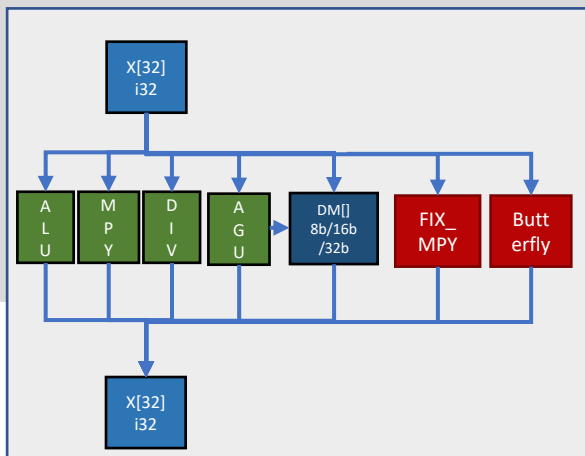 X[32]
i32
A
L
U
M
P
Y
D
I
V
A
G
U
DM[]
8b/16b
/32b
FIX_
MPY
Butt
erfly
X[32]
i32